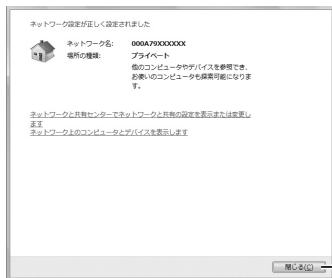 ネットワーク設定が正しく設定されました
ネットワーク名: 000A79XXXXXX
場所の種類: プライベート
他のコンピュータやデバイスを参照でき、
お使いのコンピュータも探索可能になりま
す。
ネットワークと共有センターでネットワークと共有の設定を表示または変更し
ます
ネットワーク上のコンピュータとデバイスを表示します
閉じる(C)